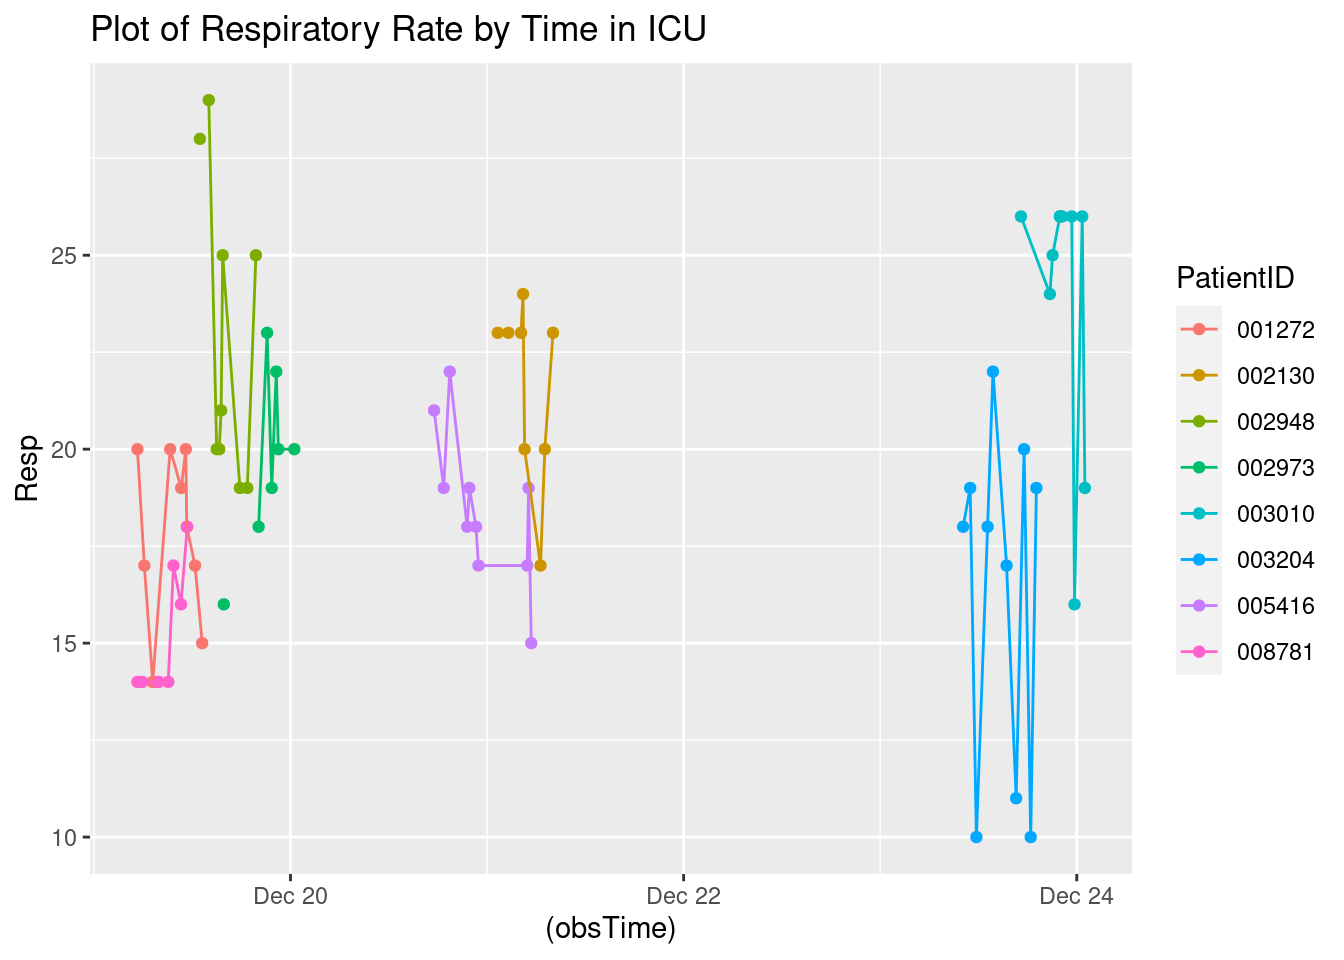 Plot of Respiratory Rate by Time in ICU
Resp
25
20
15
10
Dec 20
Dec 22
Dec 24
(obsTime)
PatientID
001272
002130
002948
002973
003010
003204
005416
008781